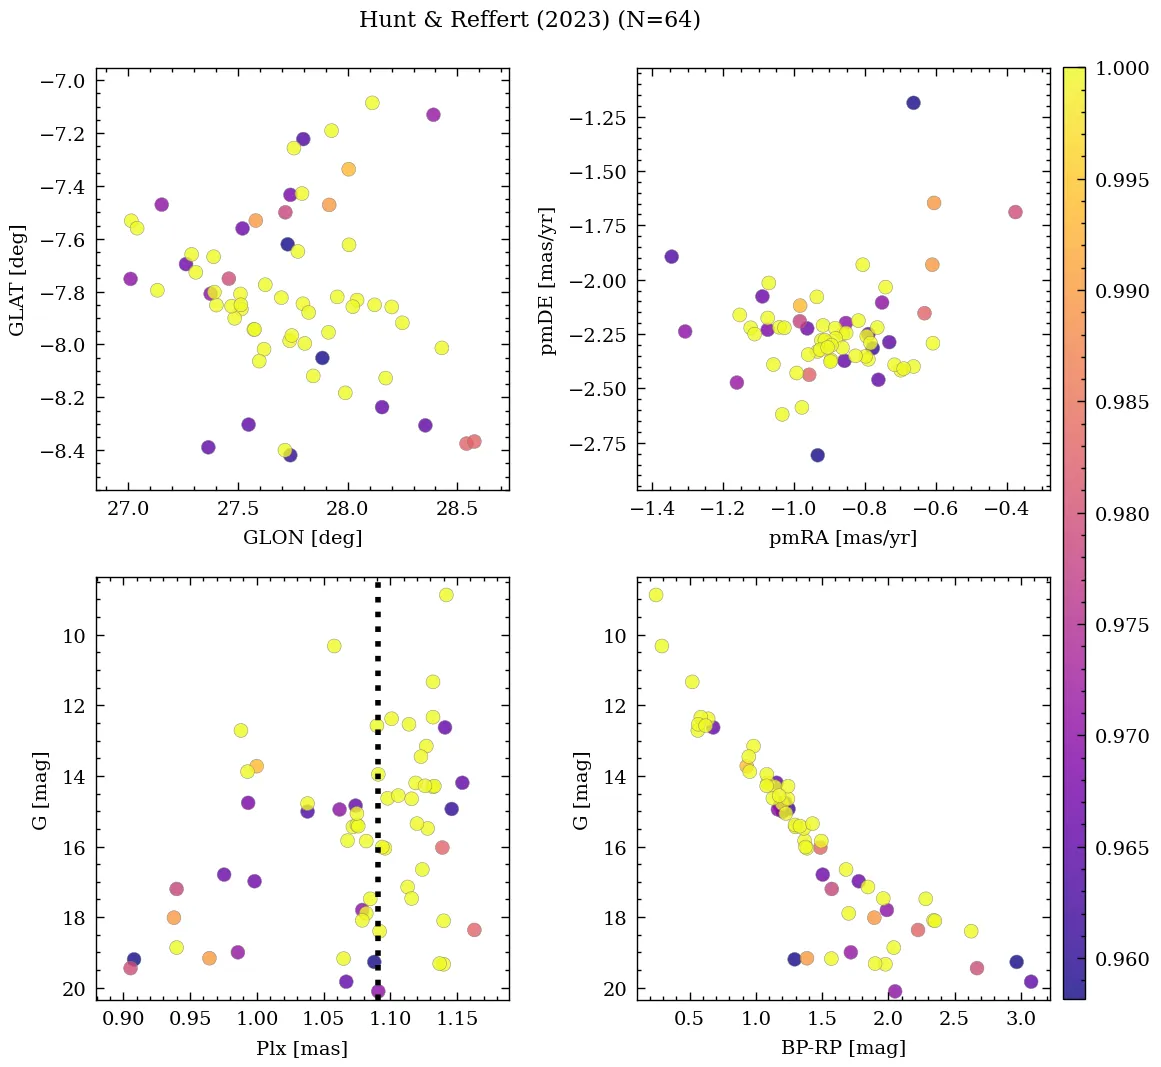 Hunt & Reffert (2023) (N=64)
−7.0
−7.2
−7.4
−7.6
−7.8
−8.0
−8.2
−8.4
GLAT [deg]
27.0 27.5 28.0 28.5
GLON [deg]
−1.25
−1.50
−1.75
−2.00
−2.25
−2.50
−2.75
pmDE [mas/yr]
−1.4 −1.2 −1.0 −0.8 −0.6 −0.4
pmRA [mas/yr]
10
12
14
16
18
20
G [mag]
0.90 0.95 1.00 1.05 1.10 1.15
Plx [mas]
10
12
14
16
18
20
G [mag]
0.5 1.0 1.5 2.0 2.5 3.0
BP-RP [mag]
1.000
0.995
0.990
0.985
0.980
0.975
0.970
0.965
0.960